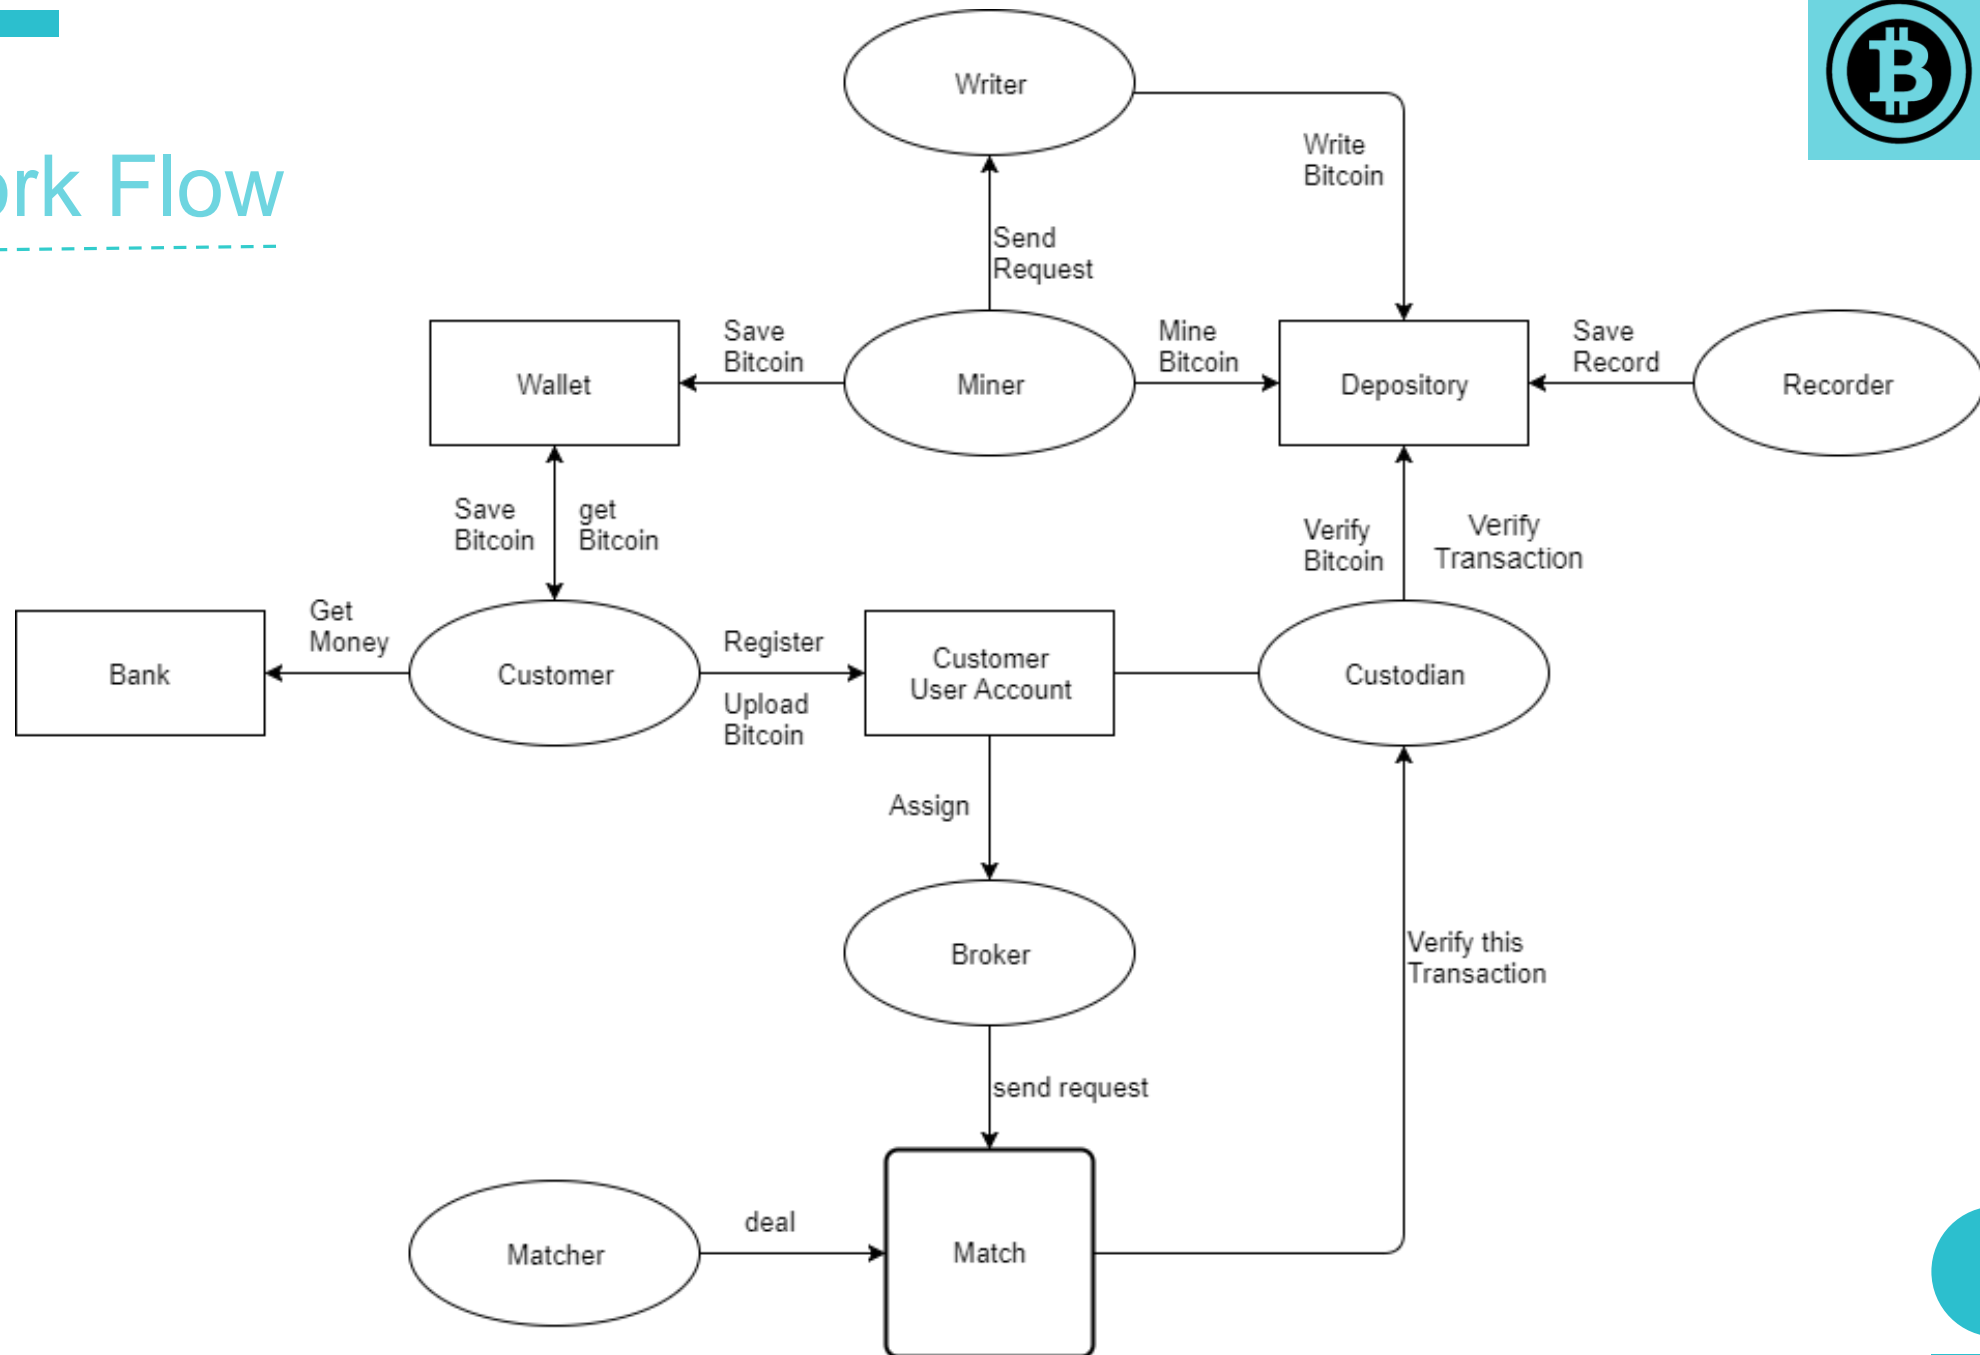 Writer
Write
Bitcoin
ork Flow
Send
Request
Save
Bitcoin
Mine
Bitcoin
Save
Record
Wallet
Miner
Depository
Recorder
Save
Bitcoin
get
Bitcoin
Verify
Bitcoin
Verify
Transaction
Get
Money
Register
Bank
Customer
Customer
User Account
Custodian
Upload
Bitcoin
Assign
Broker
Verify this
Transaction
send request
deal
Matcher
Match